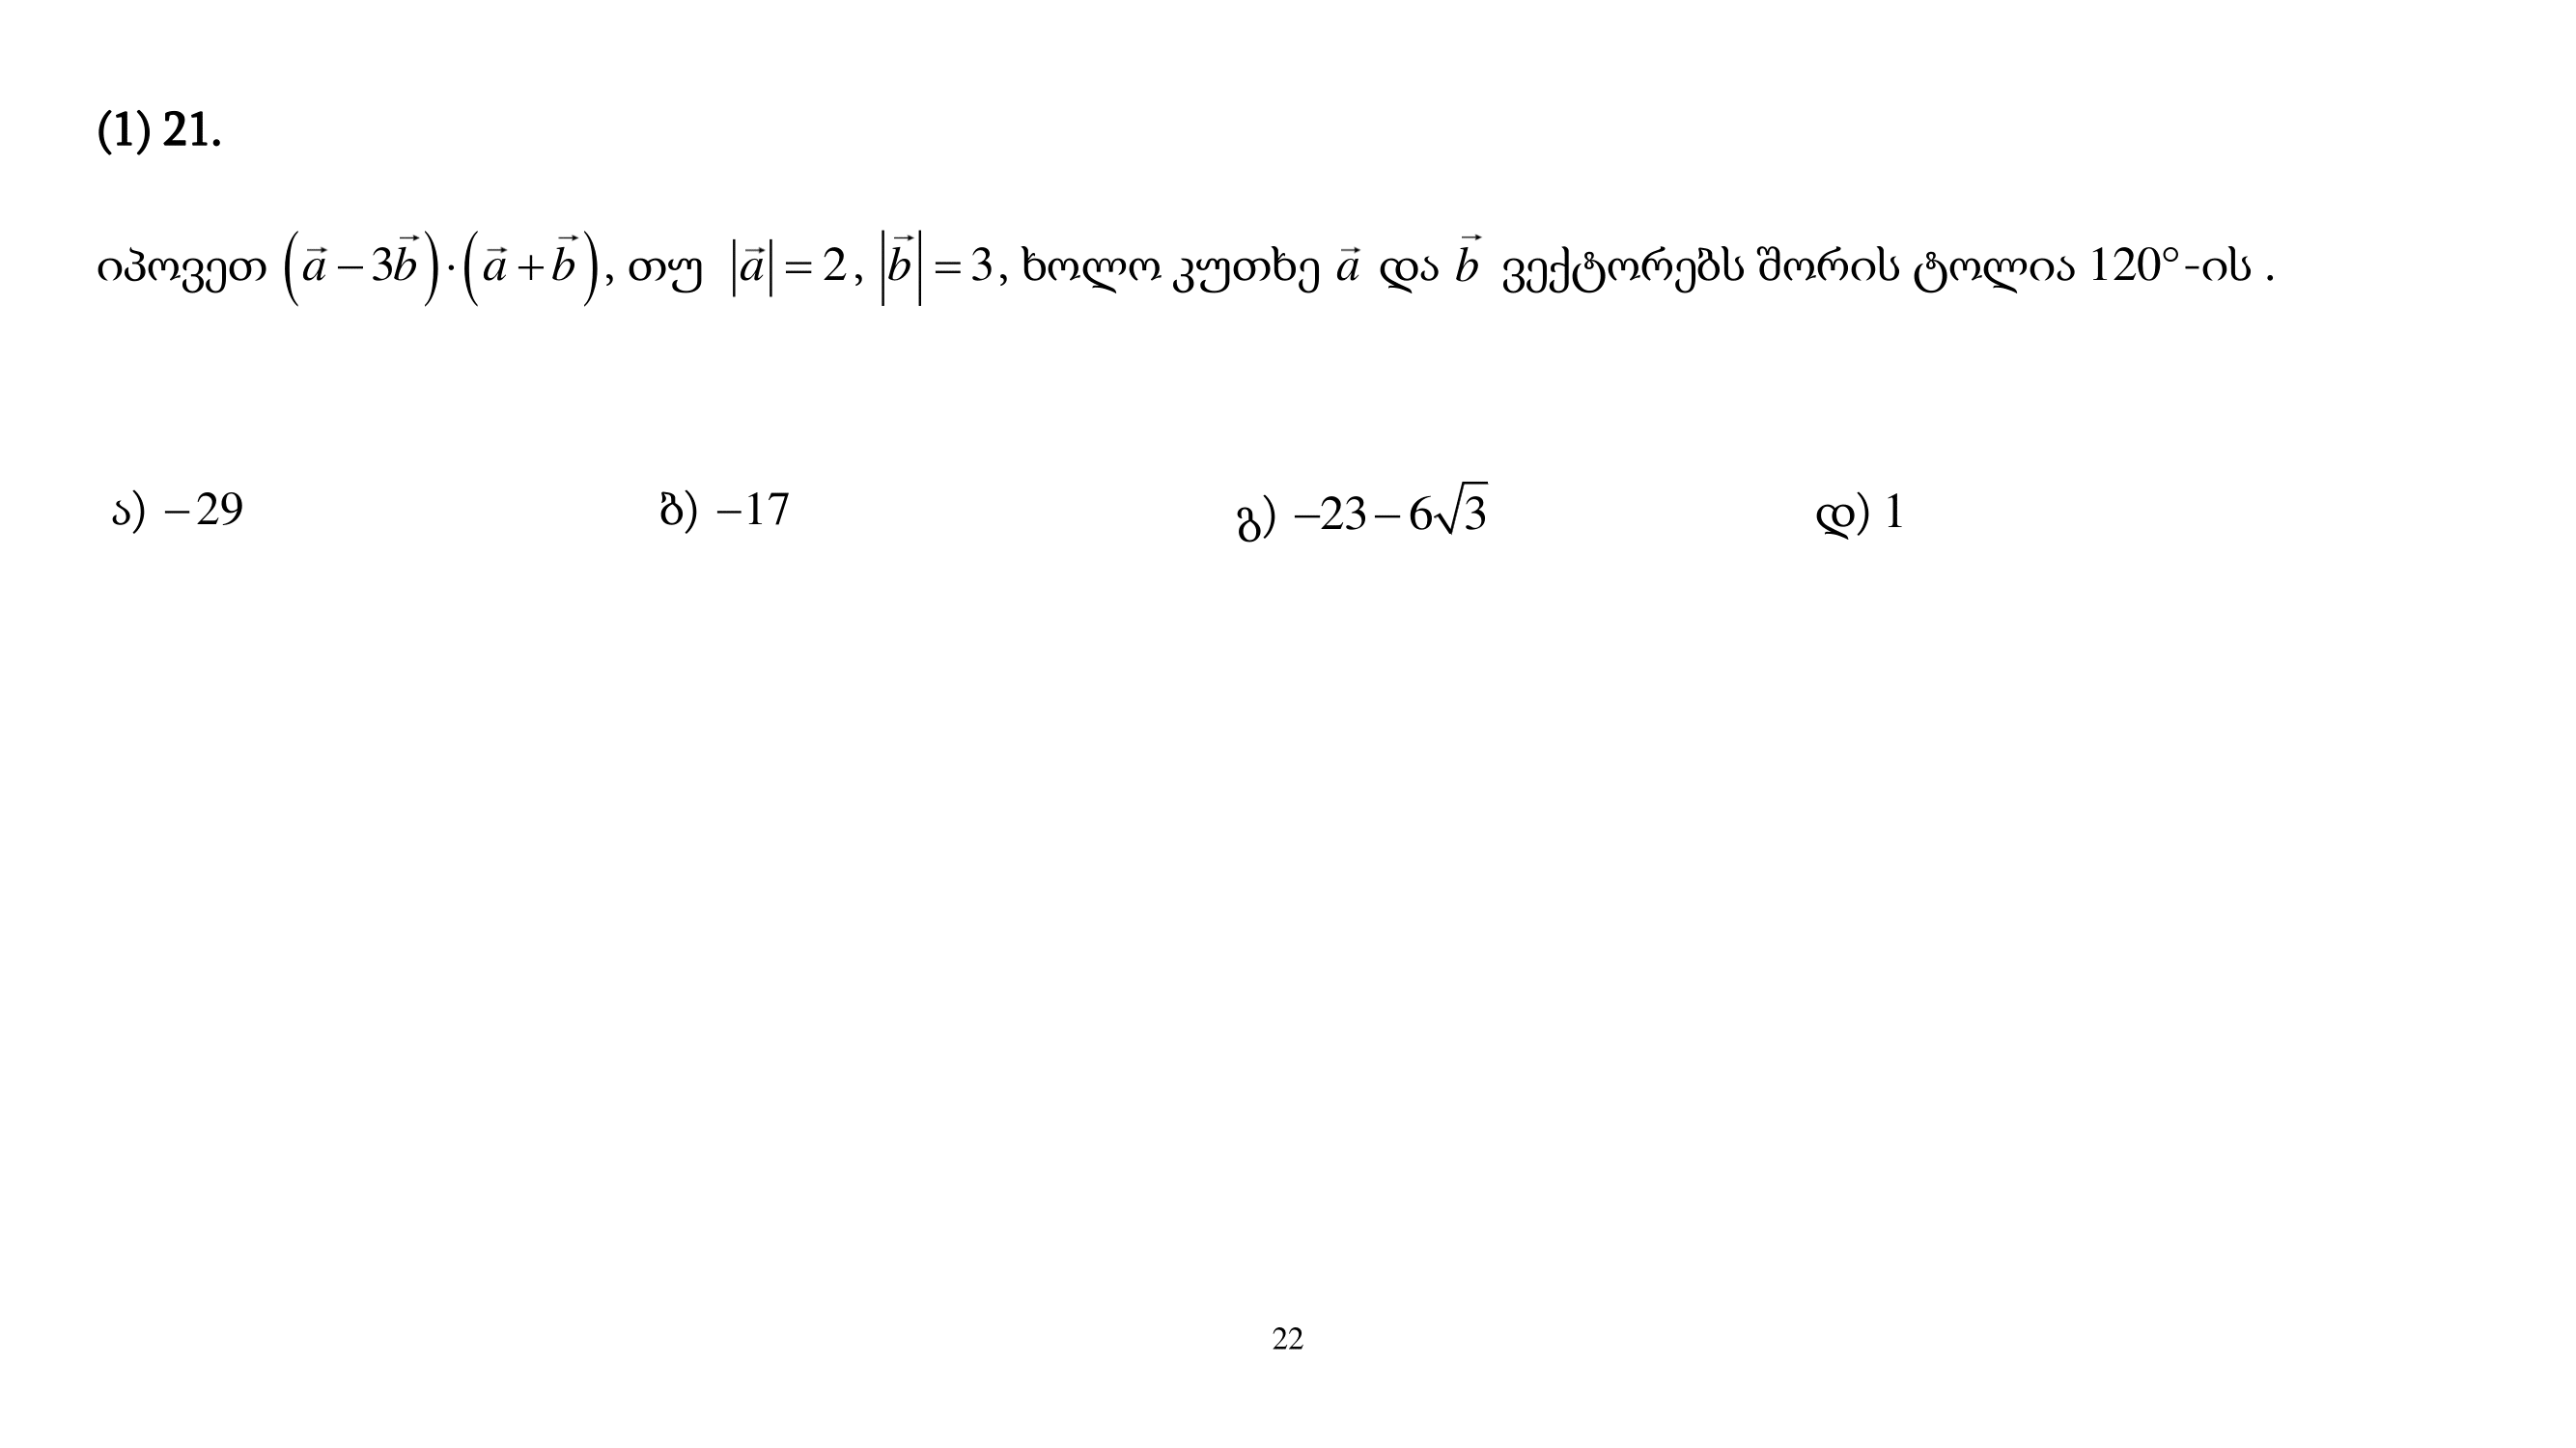 (1) 21.
იპოვეთ $(\vec{a}-3\vec{b})\cdot(\vec{a}+\vec{b})$, თუ $|\vec{a}|=2$, $|\vec{b}|=3$, ხოლო კუთხე $\vec{a}$ და $\vec{b}$ ვექტორებს შორის ტოლია 120°-ის .
ა) −29 ბ) −17 გ) $-23-6\sqrt{3}$ დ) 1
22